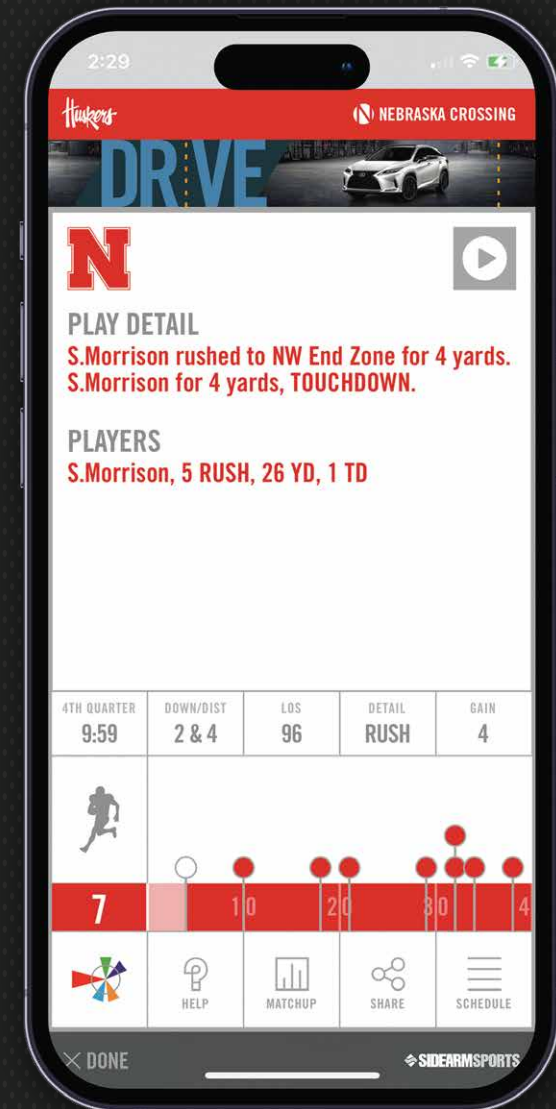 2:29
Huskers
N NEBRASKA CROSSING
DRIVE
N
PLAY DETAIL
S.Morrison rushed to NW End Zone for 4 yards.
S.Morrison for 4 yards, TOUCHDOWN.
PLAYERS
S.Morrison, 5 RUSH, 26 YD, 1 TD
4TH QUARTER DOWN/DIST LOS DETAIL GAIN
9:59 2 & 4 96 RUSH 4
7 10 20 30 4
HELP MATCHUP SHARE SCHEDULE
× DONE SIDEARMSPORTS